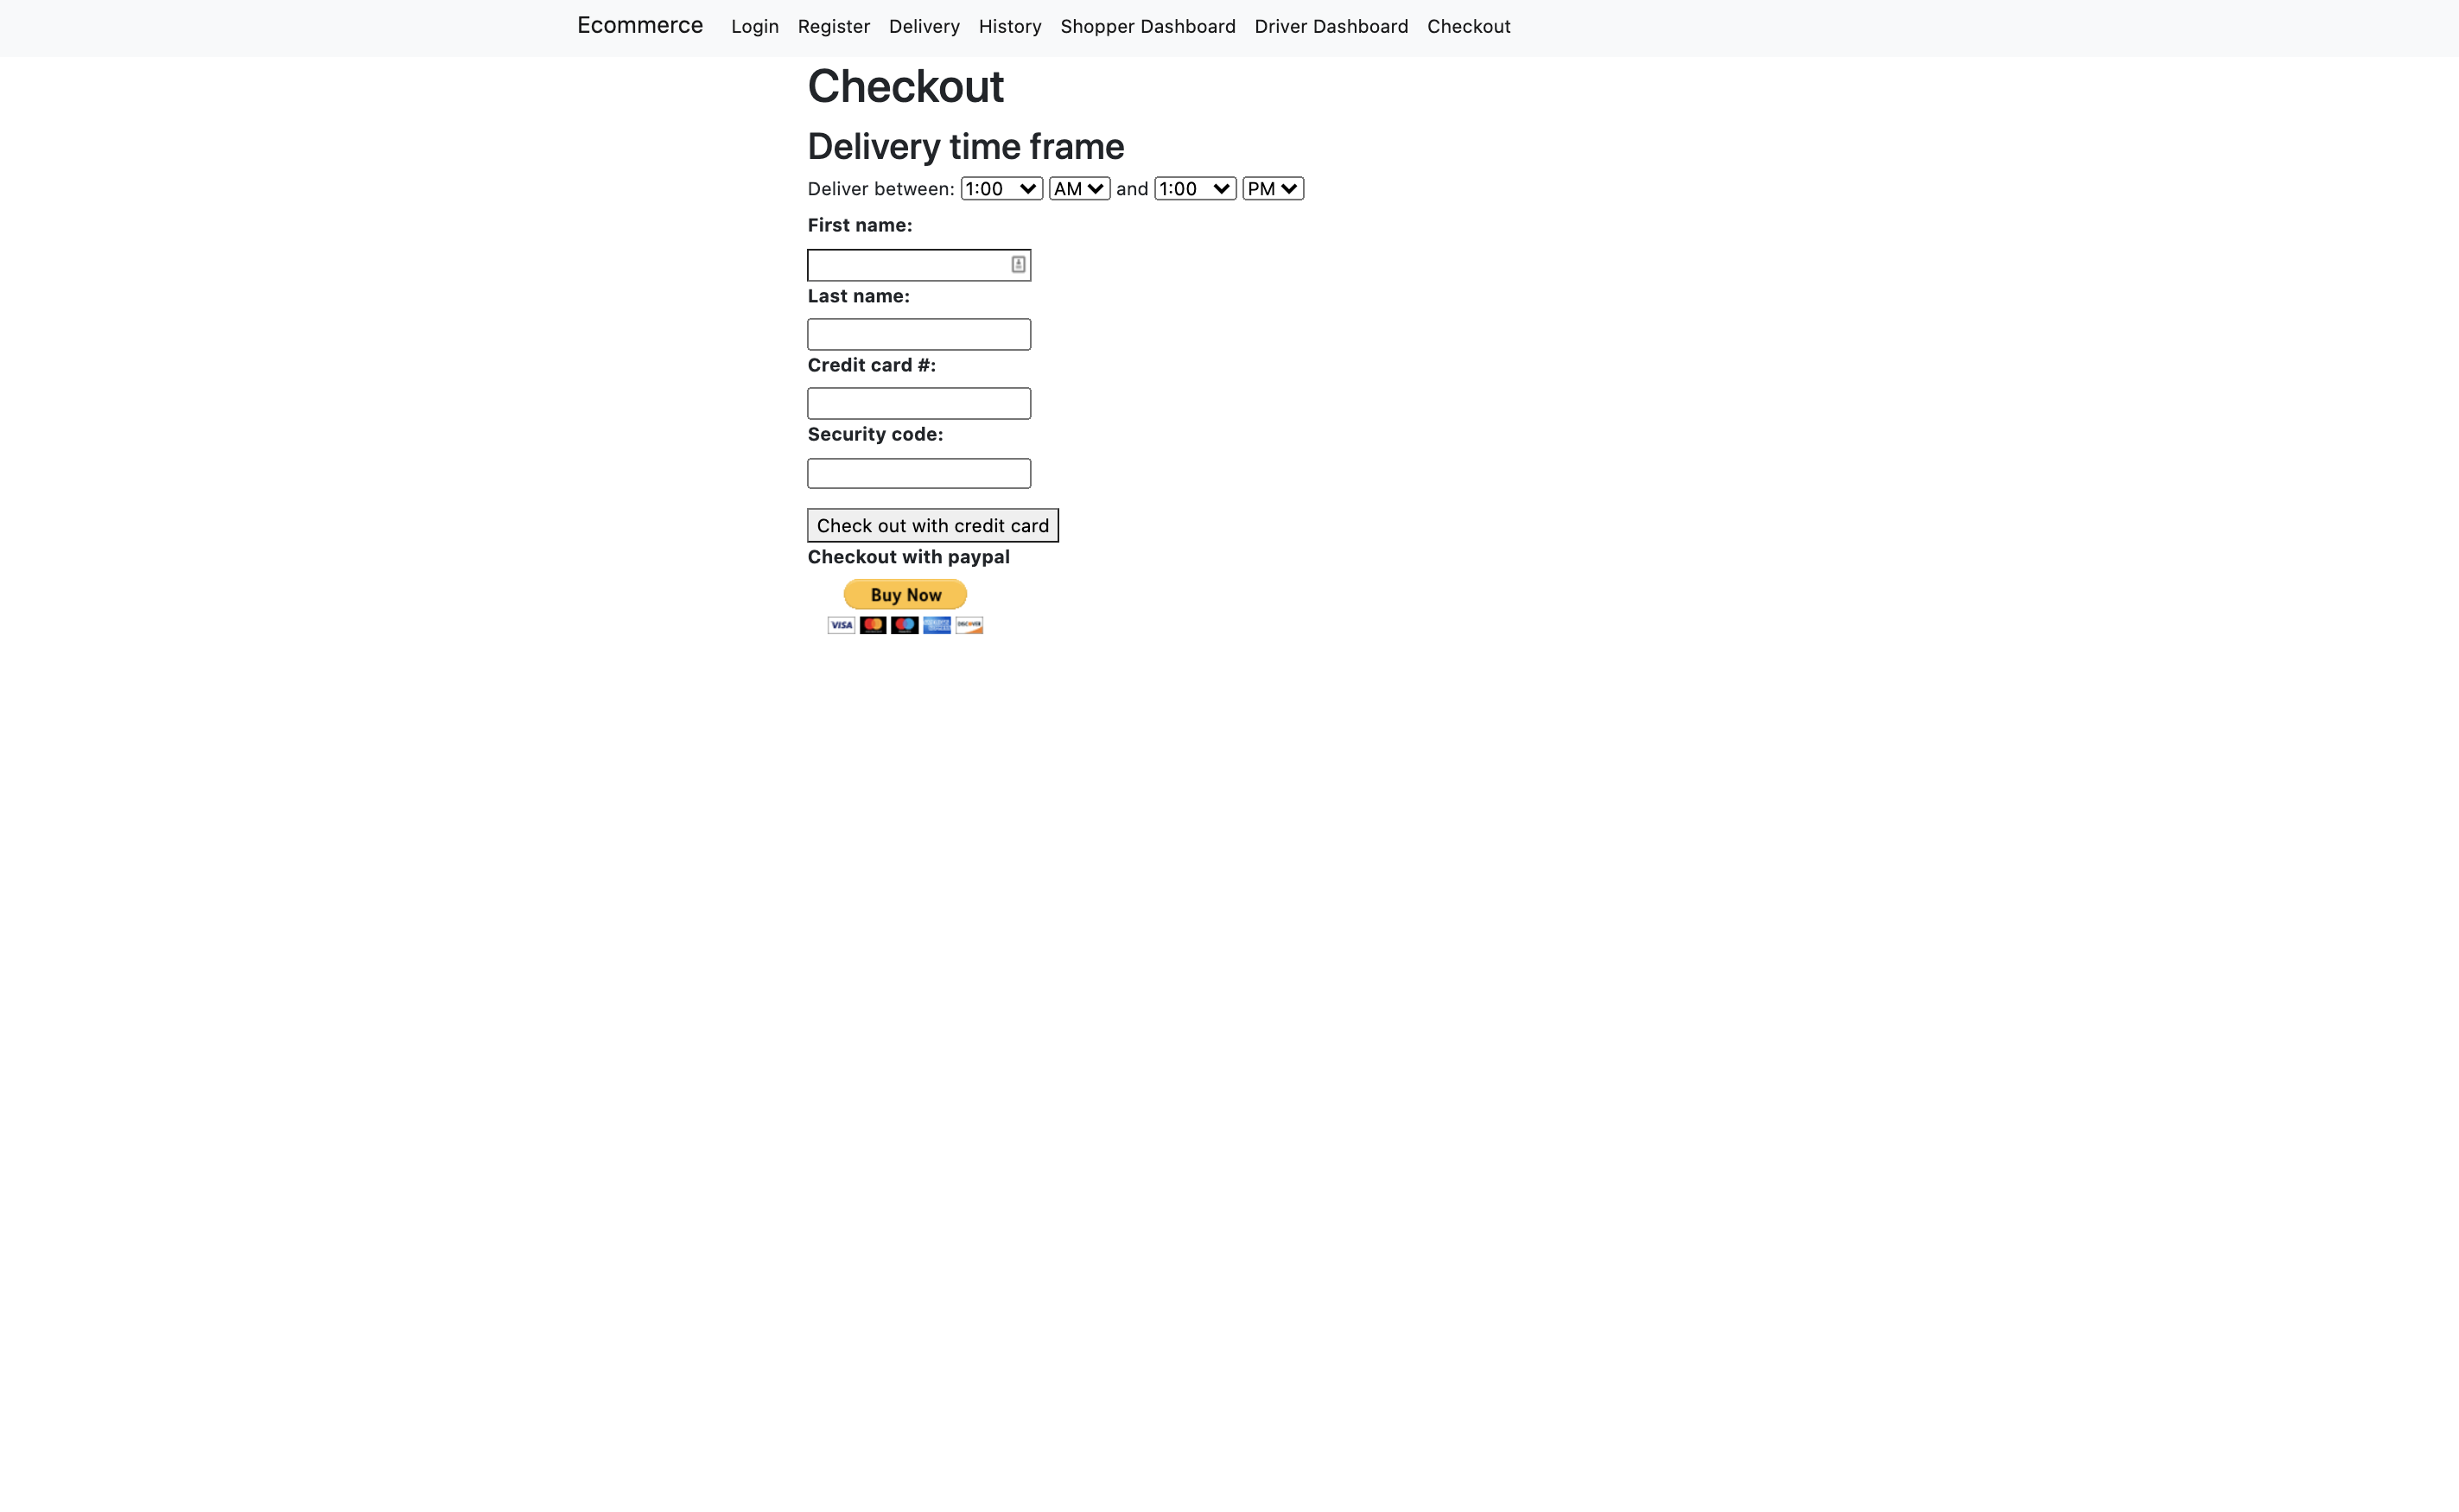 Ecommerce Login Register Delivery History Shopper Dashboard Driver Dashboard Checkout
Checkout
Delivery time frame
Deliver between: 1:00 AM and 1:00 PM
First name:
Last name:
Credit card #:
Security code:
Check out with credit card
Checkout with paypal
Buy Now
VISA DISCOVER